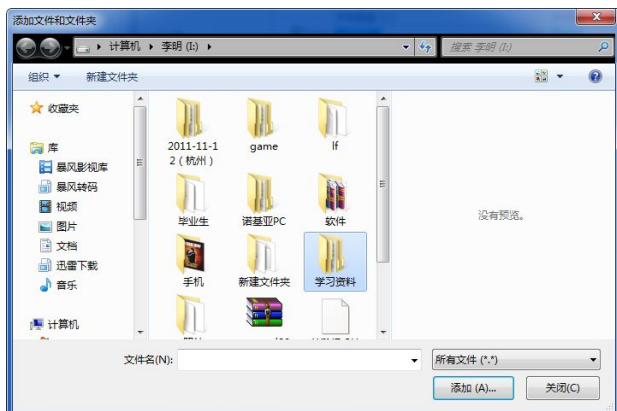 添加文件和文件夹
计算机 ▸ 李明 (I:) ▸
搜索 李明 (I:)
组织
新建文件夹
收藏夹
库
暴风影视库
暴风转码
视频
图片
文档
迅雷下载
音乐
计算机
2011-11-1
2（杭州）
game
lf
毕业生
诺基亚PC
软件
手机
新建文件夹
学习资料
没有预览。
文件名(N):
所有文件 (*.*)
添加 (A)...
关闭(C)